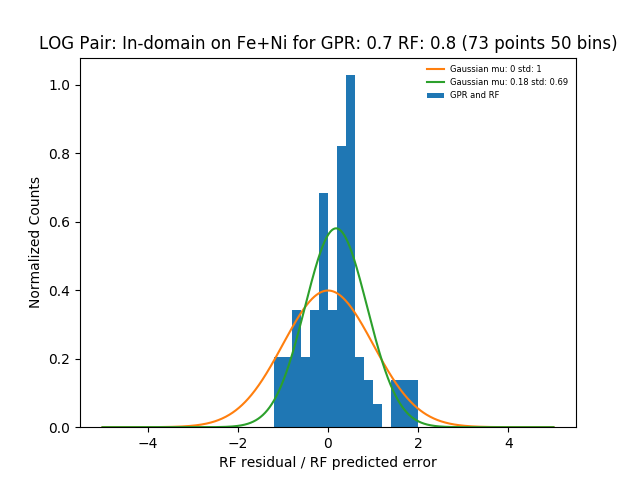 LOG Pair: In-domain on Fe+Ni for GPR: 0.7 RF: 0.8 (73 points 50 bins)
Gaussian mu: 0 std: 1
Gaussian mu: 0.18 std: 0.69
GPR and RF
Normalized Counts
1.0
0.8
0.6
0.4
0.2
0.0
−4 −2 0 2 4
RF residual / RF predicted error